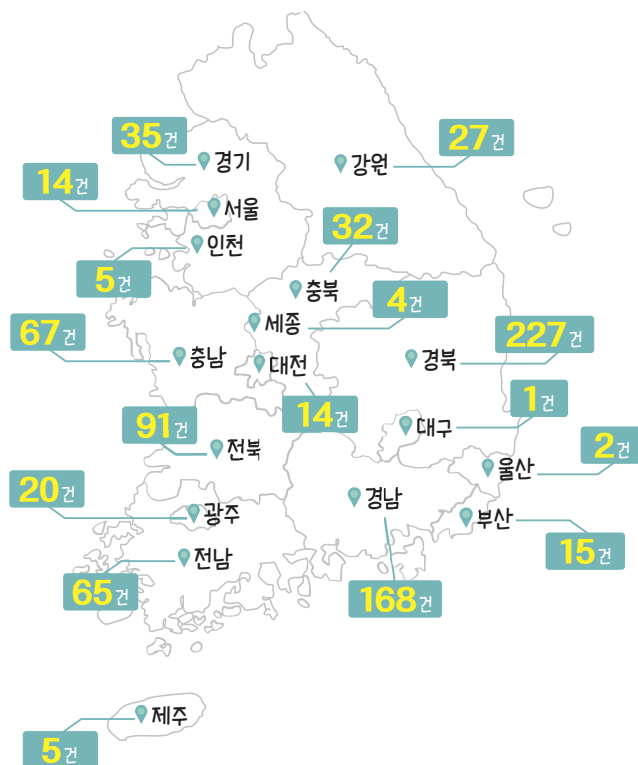 35건
경기
27건
강원
14건
서울
32건
인천
5건
충북
4건
세종
67건
충남
227건
경북
대전
14건
1건
대구
91건
전북
2건
울산
20건
광주
경남
부산
15건
전남
65건
168건
제주
5건